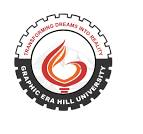 TRANSFORMING DREAMS INTO REALITY
GRAPHIC ERA HILL UNIVERSITY